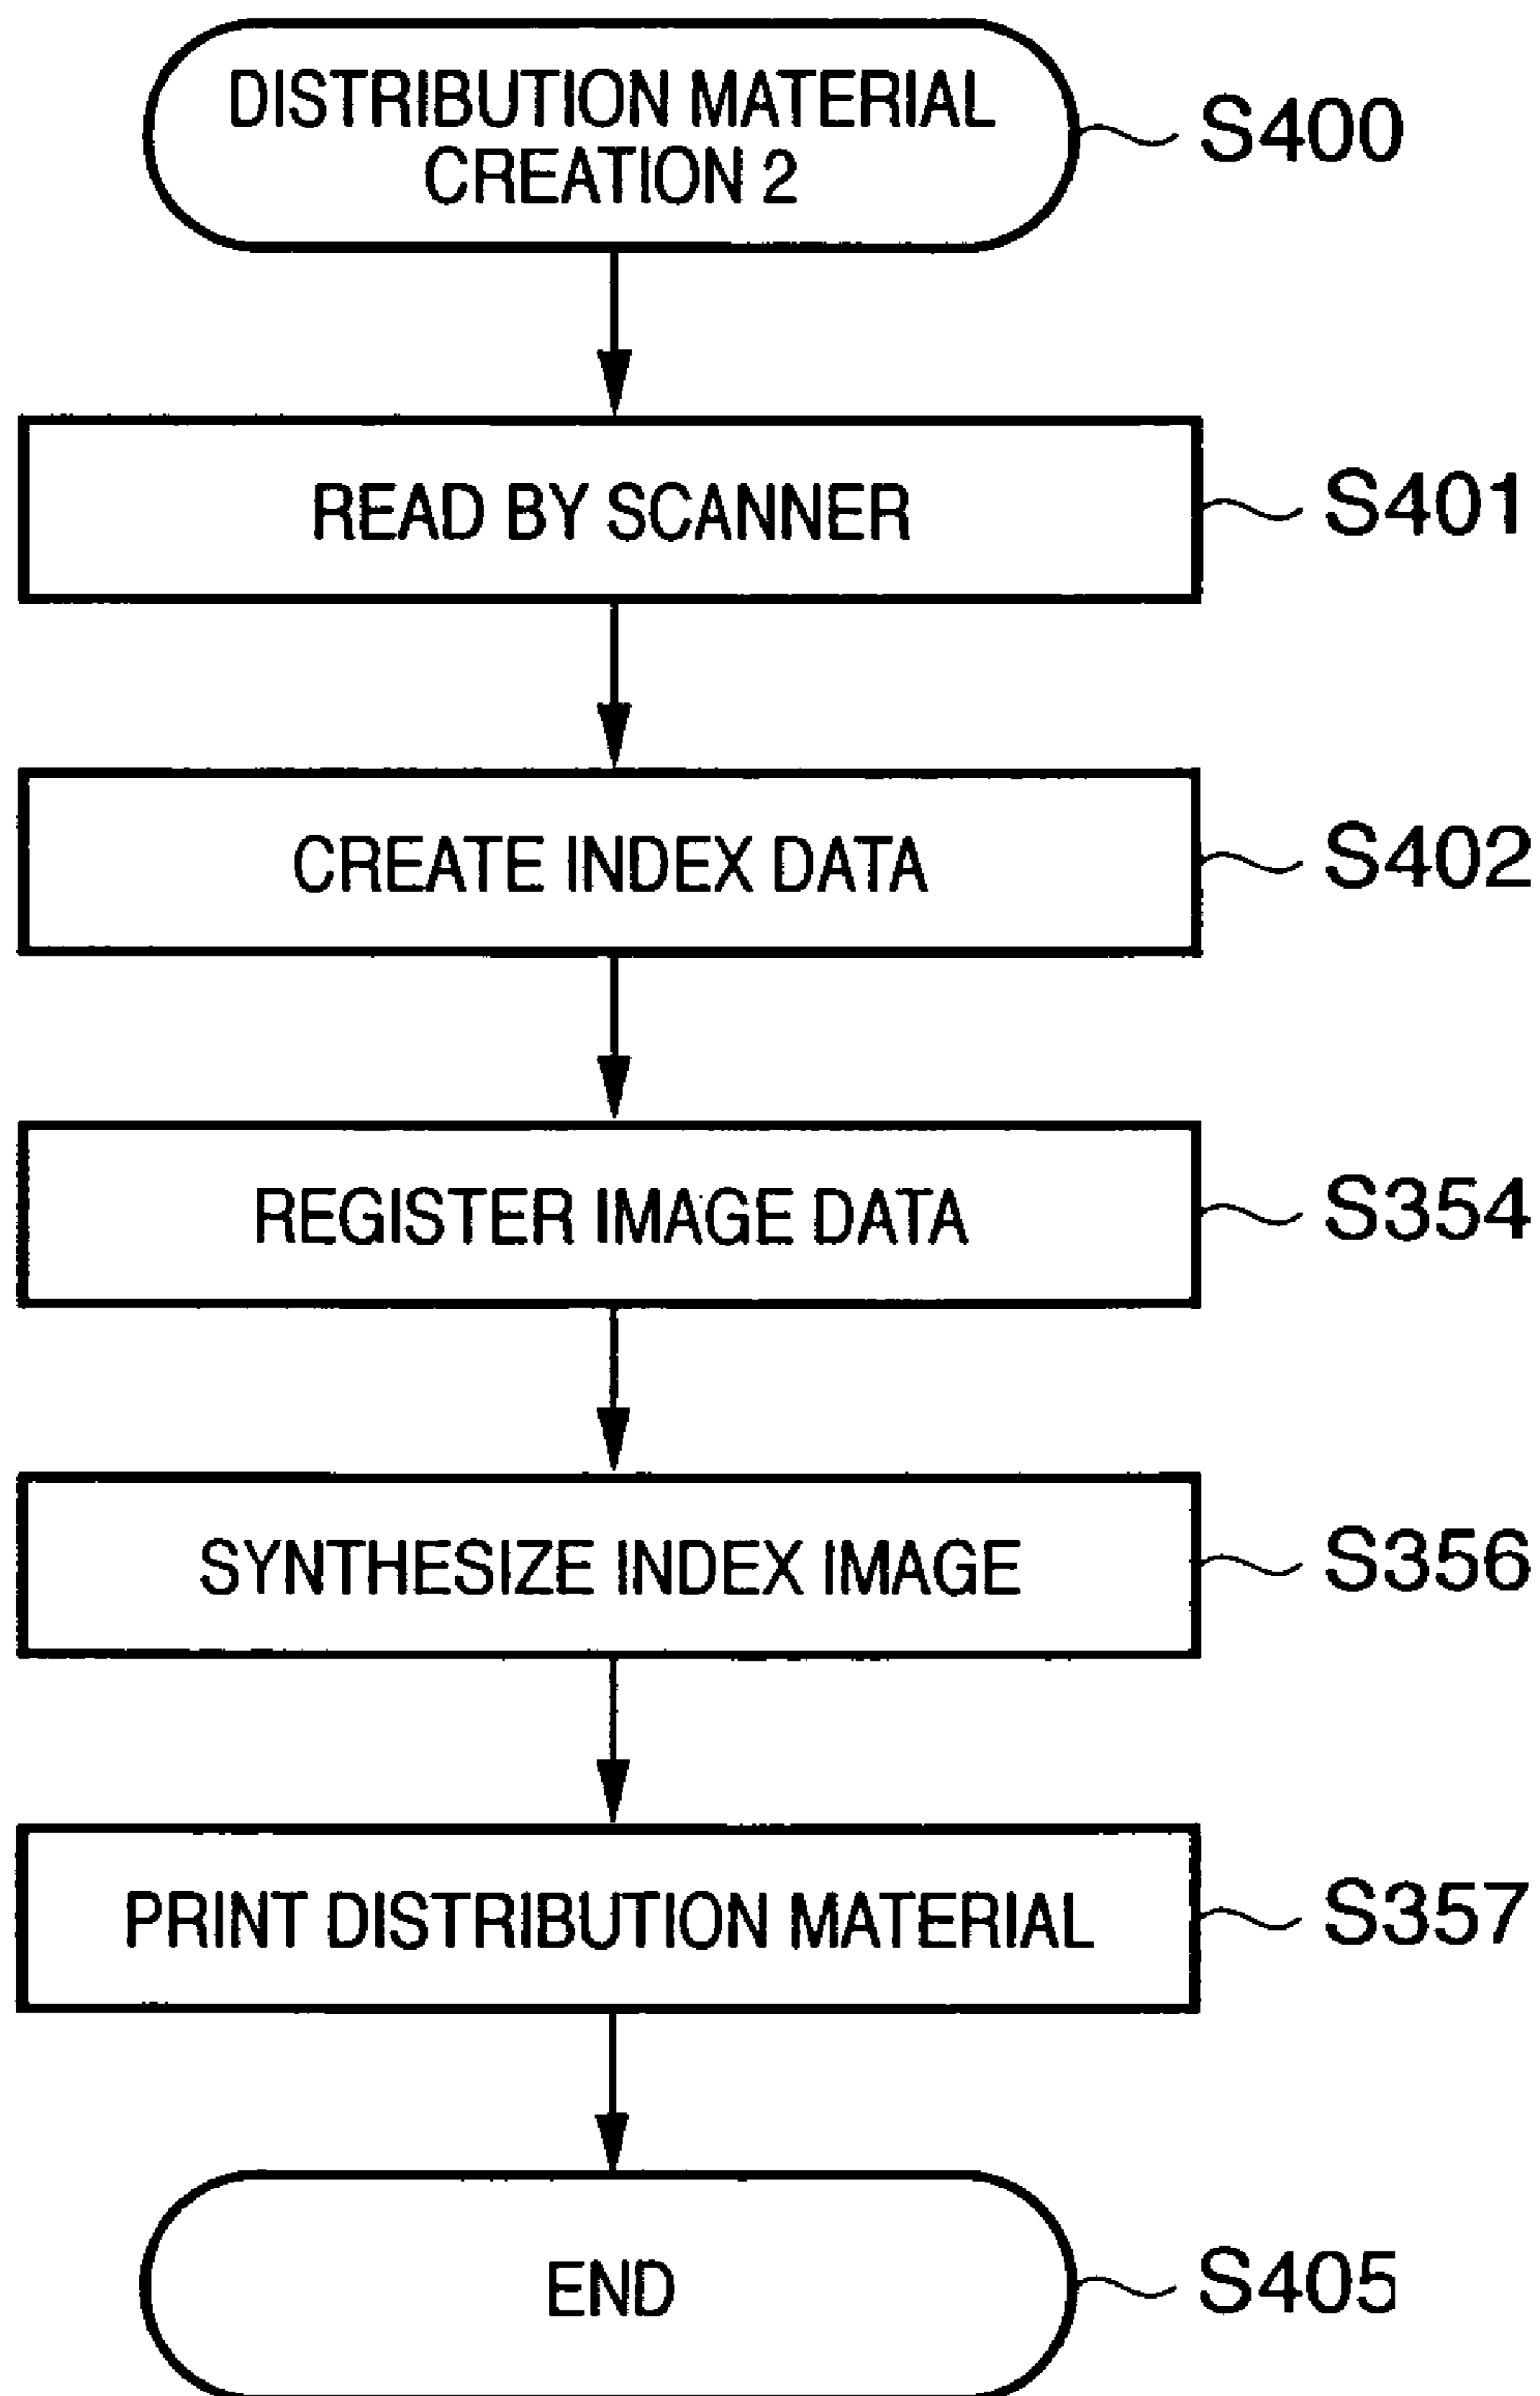 DISTRIBUTION MATERIAL
CREATION 2
S400
READ BY SCANNER
S401
CREATE INDEX DATA
S402
REGISTER IMAGE DATA
S354
SYNTHESIZE INDEX IMAGE
S356
PRINT DISTRIBUTION MATERIAL
S357
END
S405